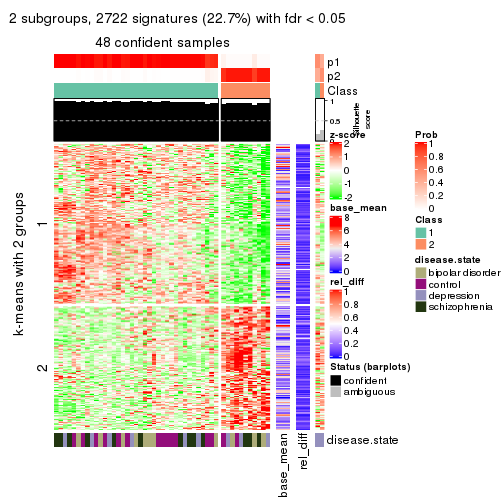 2 subgroups, 2722 signatures (22.7%) with fdr < 0.05
48 confident samples
p1
p2
Class
1
0.5
0
Silhouette
score
k-means with 2 groups
1
2
base_mean
rel_diff
disease.state
z-score
2
1
0
-1
-2
base_mean
8
6
4
2
0
rel_diff
1
0.8
0.6
0.4
0.2
0
Status (barplots)
confident
ambiguous
Prob
1
0.8
0.6
0.4
0.2
0
Class
1
2
disease.state
bipolar disorder
control
depression
schizophrenia